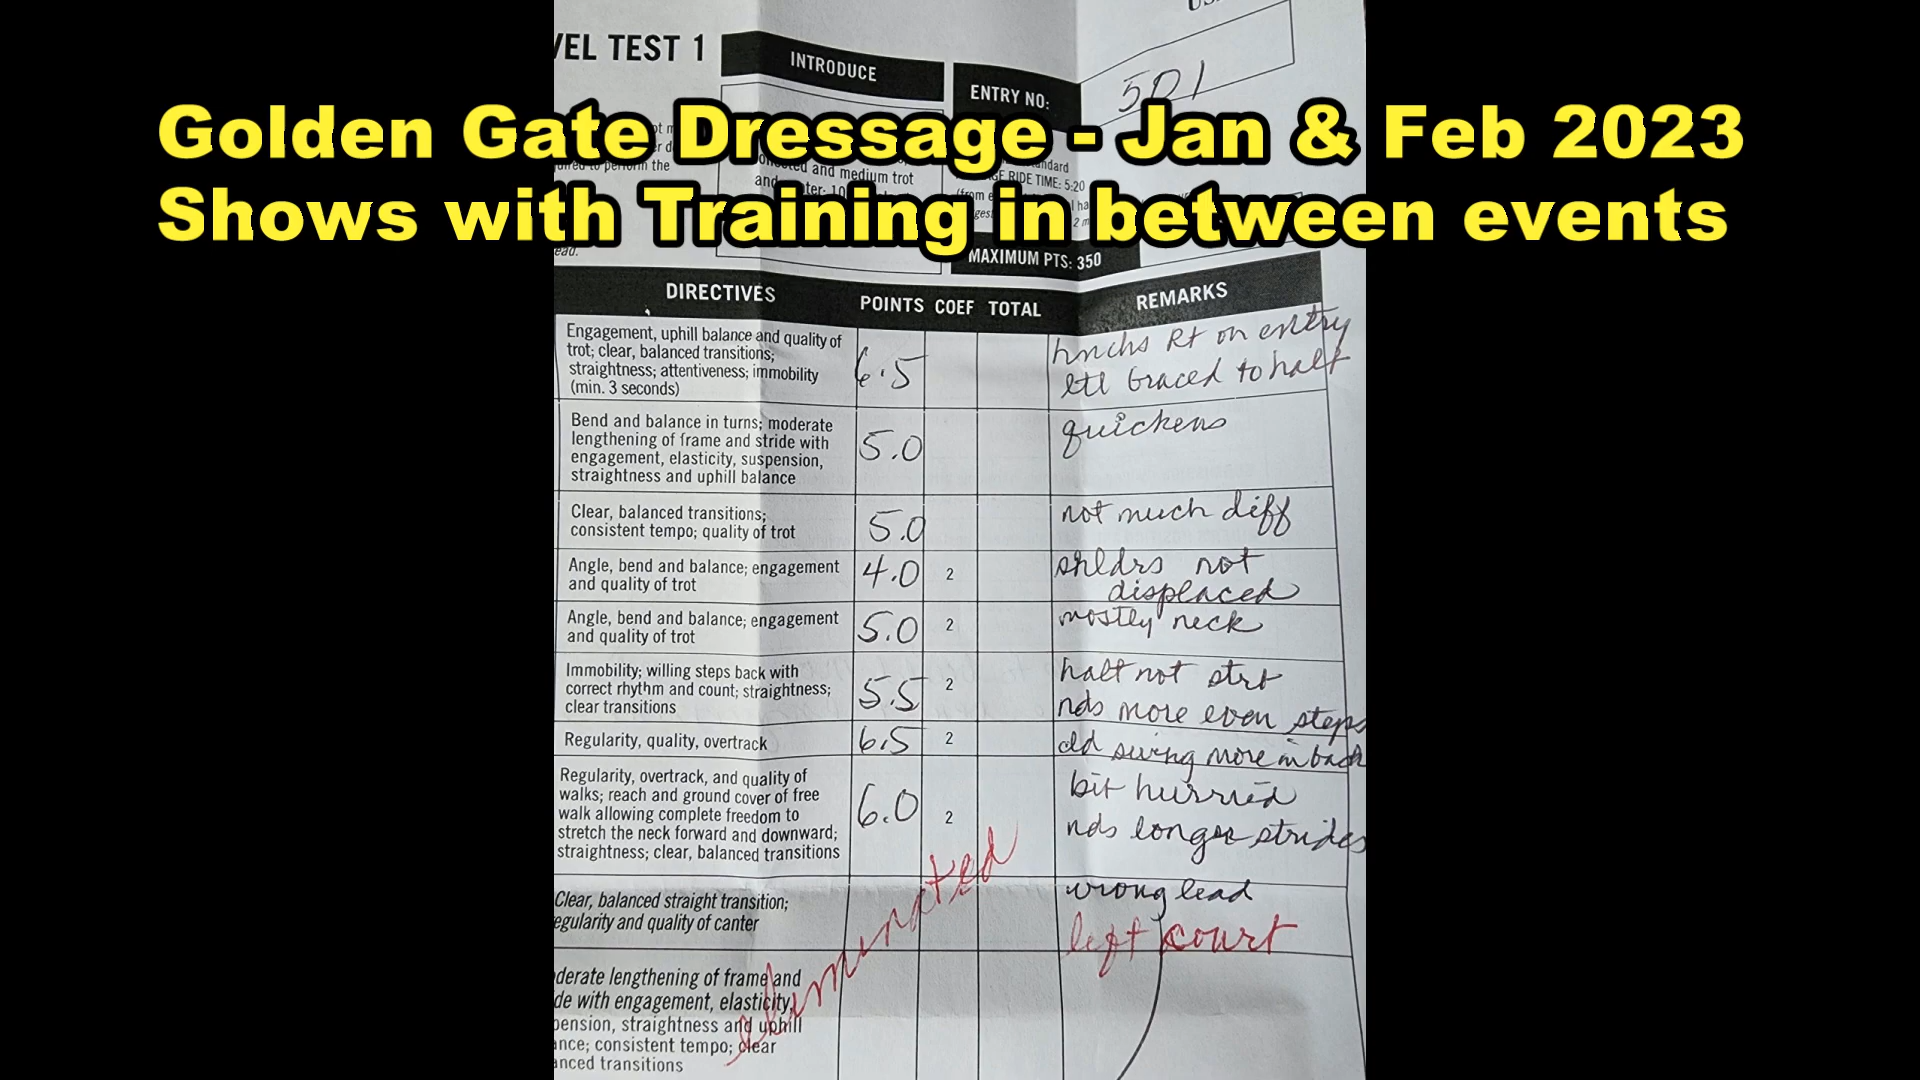 US
VEL TEST 1
INTRODUCE
ENTRY NO:
501
Golden Gate Dressage - Jan & Feb 2023
Shows with Training in between events
the
and medium trot
RIDE TIME: 5:20
MAXIMUM PTS: 350
DIRECTIVES POINTS COEF TOTAL REMARKS
Engagement, uphill balance and quality of
trot; clear, balanced transitions;
straightness; attentiveness; immobility
(min. 3 seconds)
6.5
hnchs Rt on entry
ltl braced to halt
Bend and balance in turns; moderate
lengthening of frame and stride with
engagement, elasticity, suspension,
straightness and uphill balance
5.0
quickens
Clear, balanced transitions;
consistent tempo; quality of trot
5.0
not much diff
Angle, bend and balance; engagement
and quality of trot
4.0 2
shldrs not
displaced
Angle, bend and balance; engagement
and quality of trot
5.0 2
mostly neck
Immobility; willing steps back with
correct rhythm and count; straightness;
clear transitions
5.5 2
halt not strt
nds more even steps
Regularity, quality, overtrack
6.5 2
cld swing more in back
Regularity, overtrack, and quality of
walks; reach and ground cover of free
walk allowing complete freedom to
stretch the neck forward and downward;
straightness; clear, balanced transitions
6.0 2
bit hurried
nds longer strides
Clear, balanced straight transition;
egularity and quality of canter
wrong lead
left court
eliminated
derate lengthening of frame and
de with engagement, elasticity,
pension, straightness and uphill
ance; consistent tempo; clear
anced transitions